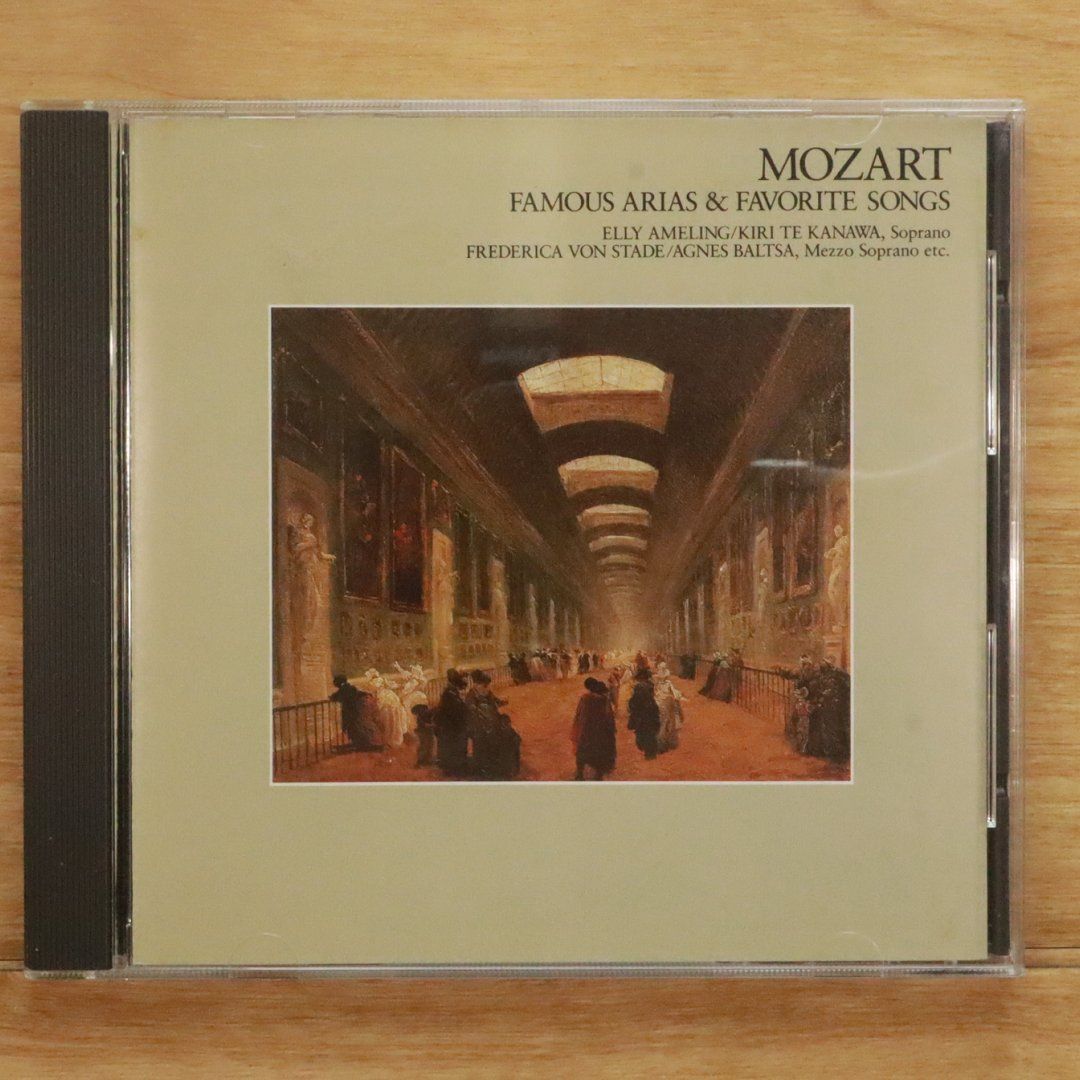 MOZART
FAMOUS ARIAS & FAVORITE SONGS
ELLY AMELING/KIRI TE KANAWA, Soprano
FREDERICA VON STADE/AGNES BALTSA, Mezzo Soprano etc.